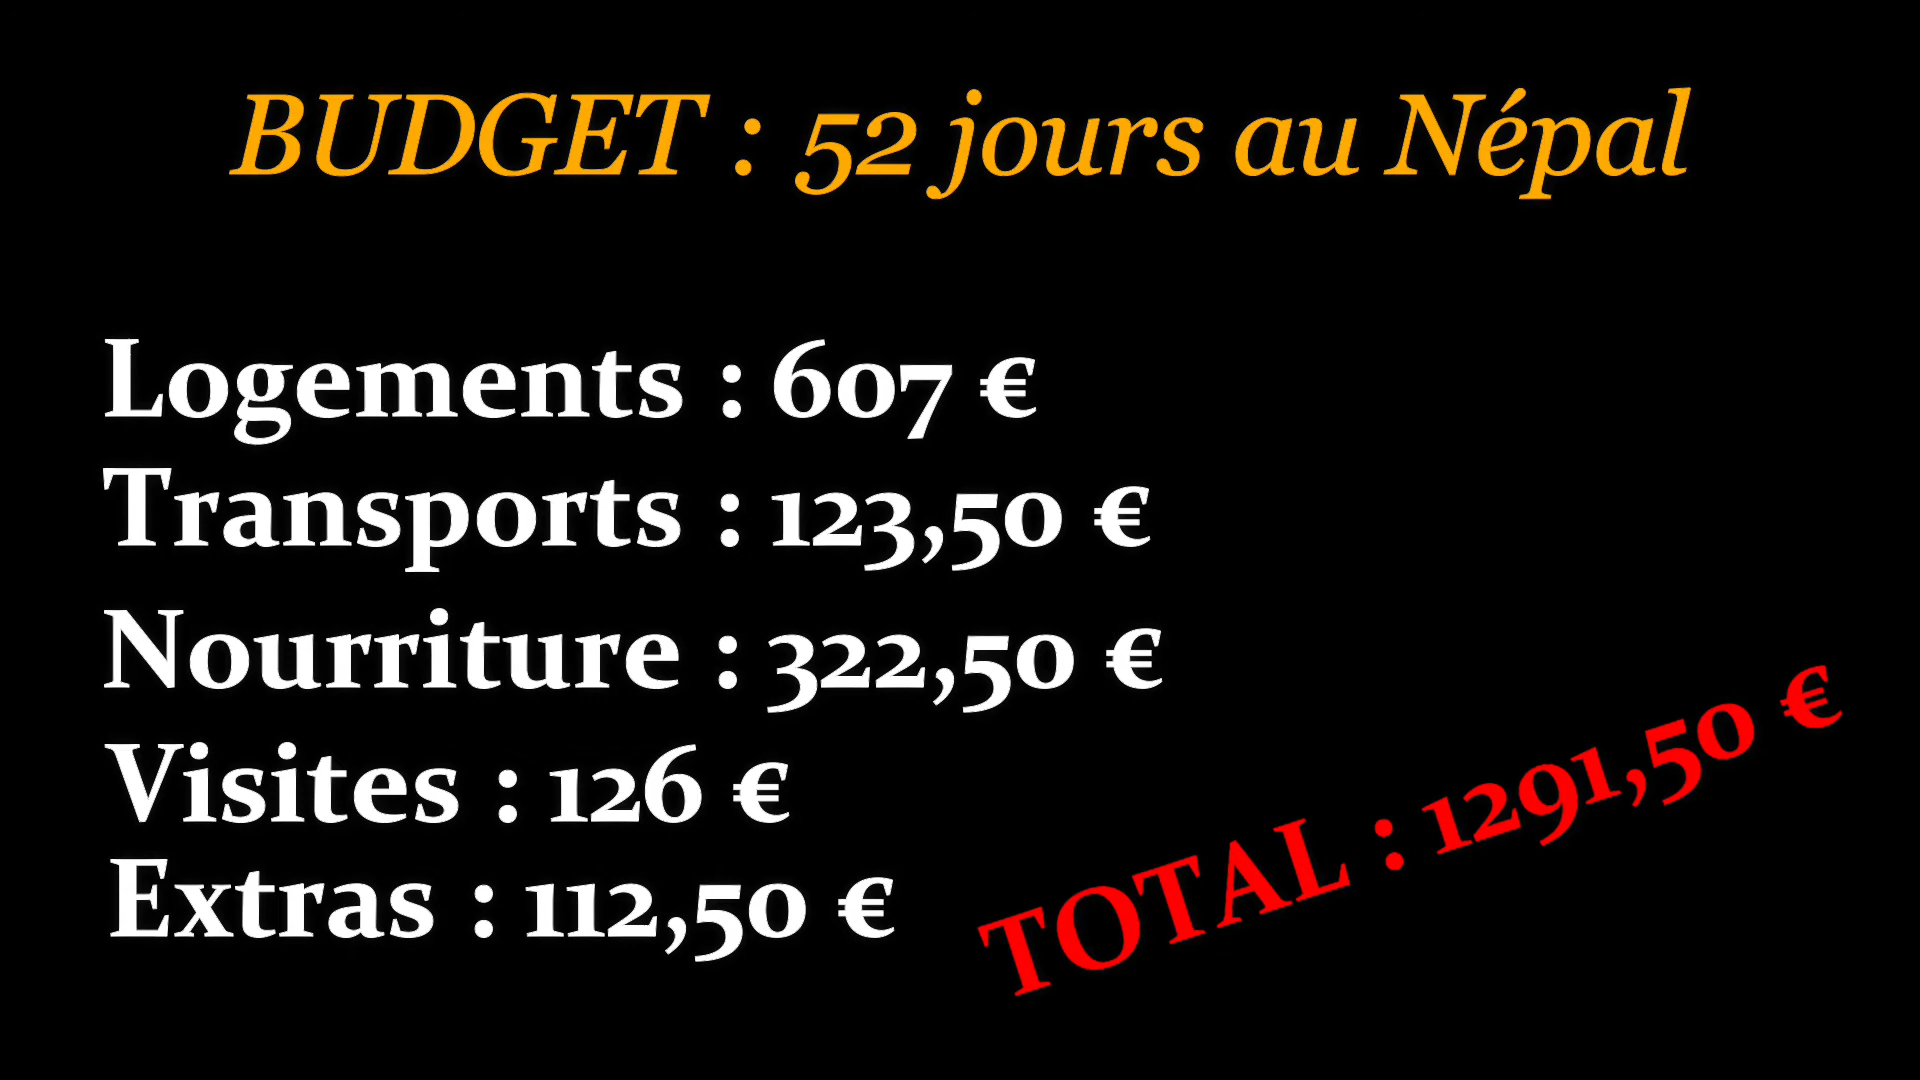 BUDGET : 52 jours au Népal
Logements : 607 €
Transports : 123,50 €
Nourriture : 322,50 €
Visites : 126 €
Extras : 112,50 €
TOTAL : 1291,50 €